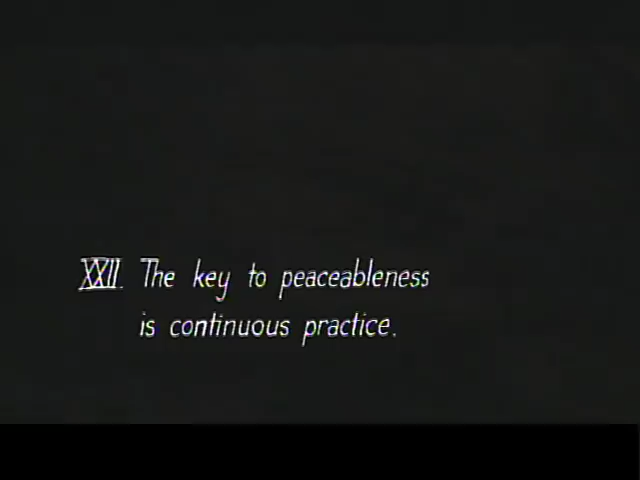 XXII. The key to peaceableness
is continuous practice.